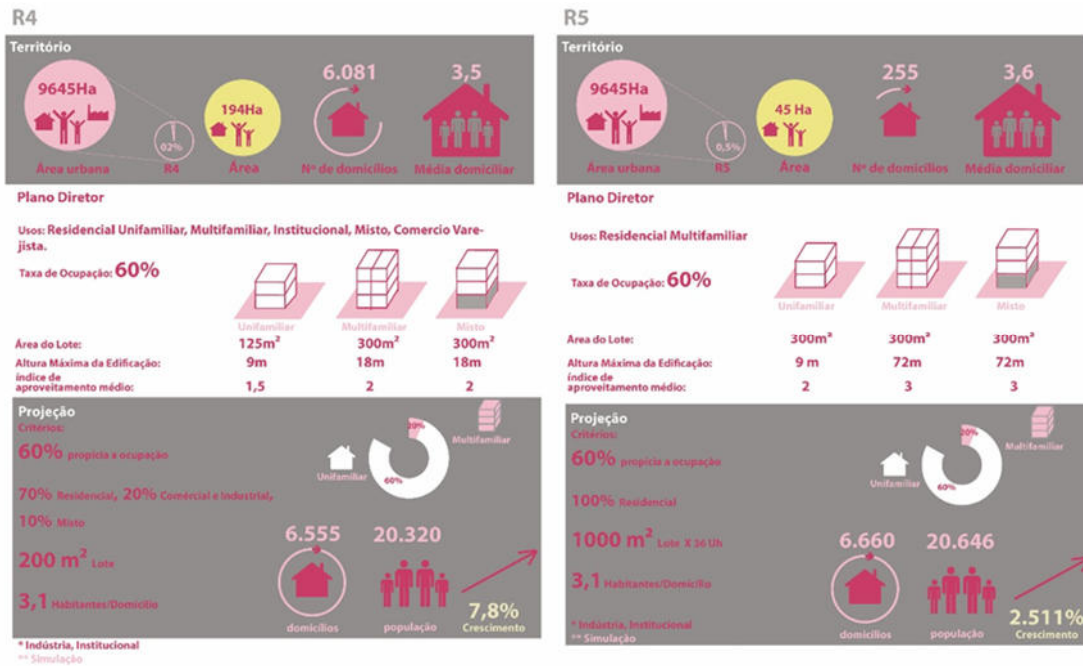 R4
Território
9645Ha
02%
194Ha
6.081
3,5
Área urbana
R4
Área
Nº de domicílios
Média domiciliar
Plano Diretor
Usos: Residencial Unifamiliar, Multifamiliar, Institucional, Misto, Comercio Vare-
jista.
Taxa de Ocupação: 60%
Unifamiliar
Multifamiliar
Misto
Área do Lote:
125m²
300m²
300m²
Altura Máxima da Edificação:
9m
18m
18m
índice de
aproveitamento médio:
1,5
2
2
Projeção
Critérios:
60% propícia a ocupação
70% Residencial, 20% Comércial e Industrial,
10% Misto
200 m² Lote
3,1 Habitantes/Domicílio
20%
Multifamiliar
Unifamiliar
60%
6.555
20.320
domicílios
população
7,8%
Crescimento
* Indústria, Institucional
** Simulação
R5
Território
9645Ha
0,5%
45 Ha
255
3,6
Área urbana
R5
Área
Nº de domicílios
Média domiciliar
Plano Diretor
Usos: Residencial Multifamiliar
Taxa de Ocupação: 60%
Unifamiliar
Multifamiliar
Misto
Area do Lote:
300m²
300m²
300m²
Altura Máxima da Edificação:
9 m
72m
72m
índice de
aproveitamento médio:
2
3
3
Projeção
Critérios:
60% propícia a ocupação
100% Residencial
1000 m² Lote X 36 Uh
3,1 Habitantes/Domicílio
20%
Multifamiliar
Unifamiliar
60%
6.660
20.646
domicílios
população
2.511%
Crescimento
* Indústria, Institucional
** Simulação